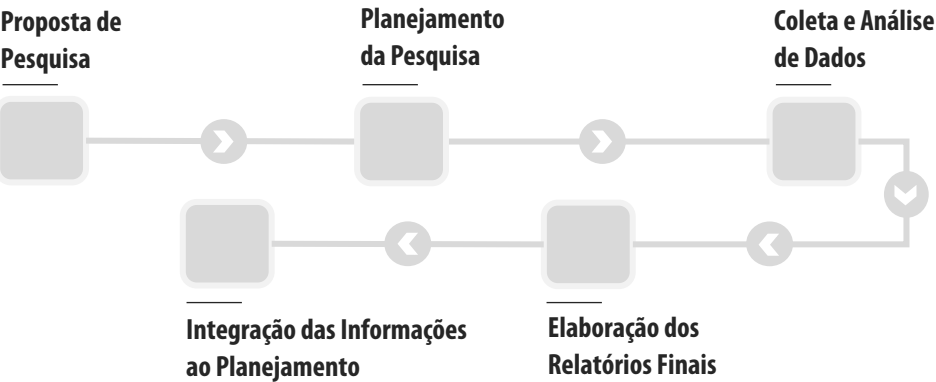 Proposta de
Pesquisa
Planejamento
da Pesquisa
Coleta e Análise
de Dados
Integração das Informações
ao Planejamento
Elaboração dos
Relatórios Finais